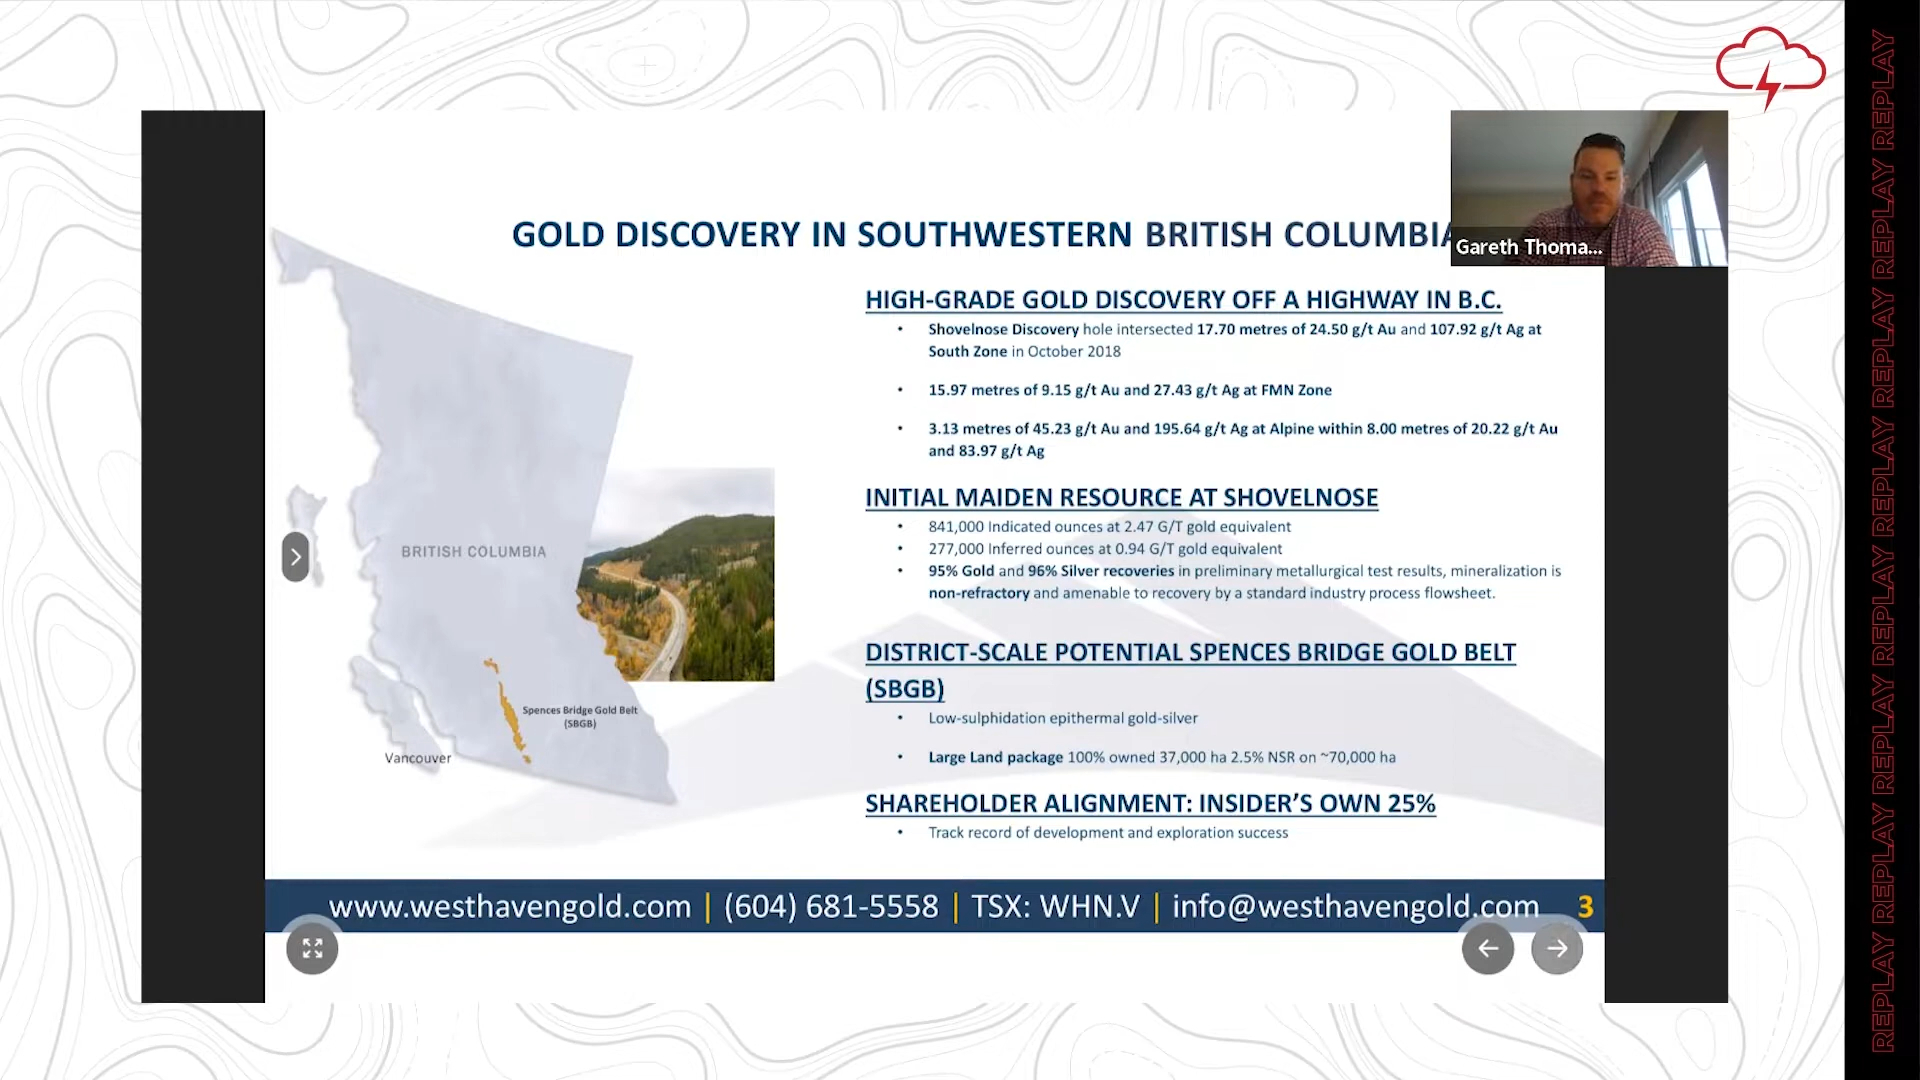 GOLD DISCOVERY IN SOUTHWESTERN BRITISH COLUMBIA
Gareth Thoma...
HIGH-GRADE GOLD DISCOVERY OFF A HIGHWAY IN B.C.
• Shovelnose Discovery hole intersected 17.70 metres of 24.50 g/t Au and 107.92 g/t Ag at
South Zone in October 2018
• 15.97 metres of 9.15 g/t Au and 27.43 g/t Ag at FMN Zone
• 3.13 metres of 45.23 g/t Au and 195.64 g/t Ag at Alpine within 8.00 metres of 20.22 g/t Au
and 83.97 g/t Ag
INITIAL MAIDEN RESOURCE AT SHOVELNOSE
• 841,000 Indicated ounces at 2.47 G/T gold equivalent
• 277,000 Inferred ounces at 0.94 G/T gold equivalent
• 95% Gold and 96% Silver recoveries in preliminary metallurgical test results, mineralization is
non-refractory and amenable to recovery by a standard industry process flowsheet.
DISTRICT-SCALE POTENTIAL SPENCES BRIDGE GOLD BELT
(SBGB)
• Low-sulphidation epithermal gold-silver
• Large Land package 100% owned 37,000 ha 2.5% NSR on ~70,000 ha
SHAREHOLDER ALIGNMENT: INSIDER'S OWN 25%
• Track record of development and exploration success
BRITISH COLUMBIA
Spences Bridge Gold Belt
(SBGB)
Vancouver
www.westhavengold.com | (604) 681-5558 | TSX: WHN.V | info@westhavengold.com 3
REPLAY REPLAY REPLAY REPLAY REPLAY REPLAY REPLAY REPLAY